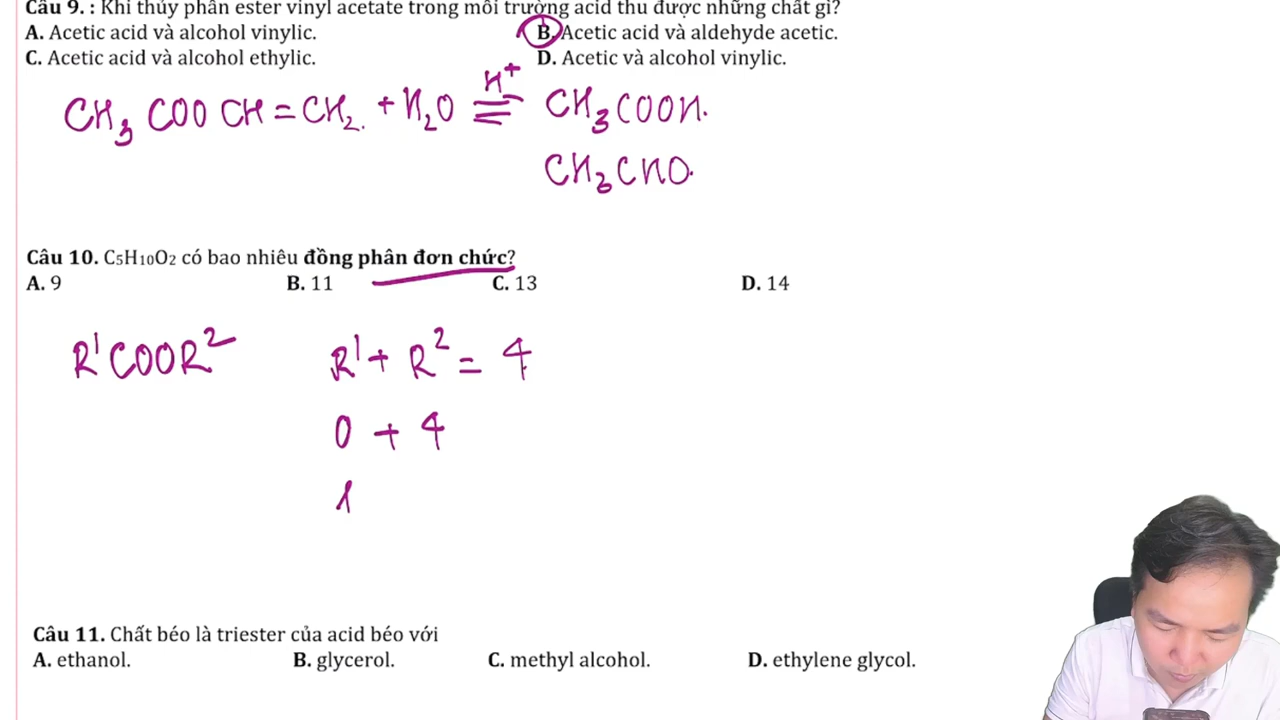 Câu 9. : Khi thủy phân ester vinyl acetate trong môi trường acid thu được những chất gì?
A. Acetic acid và alcohol vinylic. B. Acetic acid và aldehyde acetic.
C. Acetic acid và alcohol ethylic. D. Acetic và alcohol vinylic.
CH3 COO CH = CH2. + H2O H+ CH3COOH.
CH3CHO.
Câu 10. C5H10O2 có bao nhiêu đồng phân đơn chức?
A. 9 B. 11 C. 13 D. 14
R¹COOR² R¹ + R² = 4
0 + 4
1
Câu 11. Chất béo là triester của acid béo với
A. ethanol. B. glycerol. C. methyl alcohol. D. ethylene glycol.